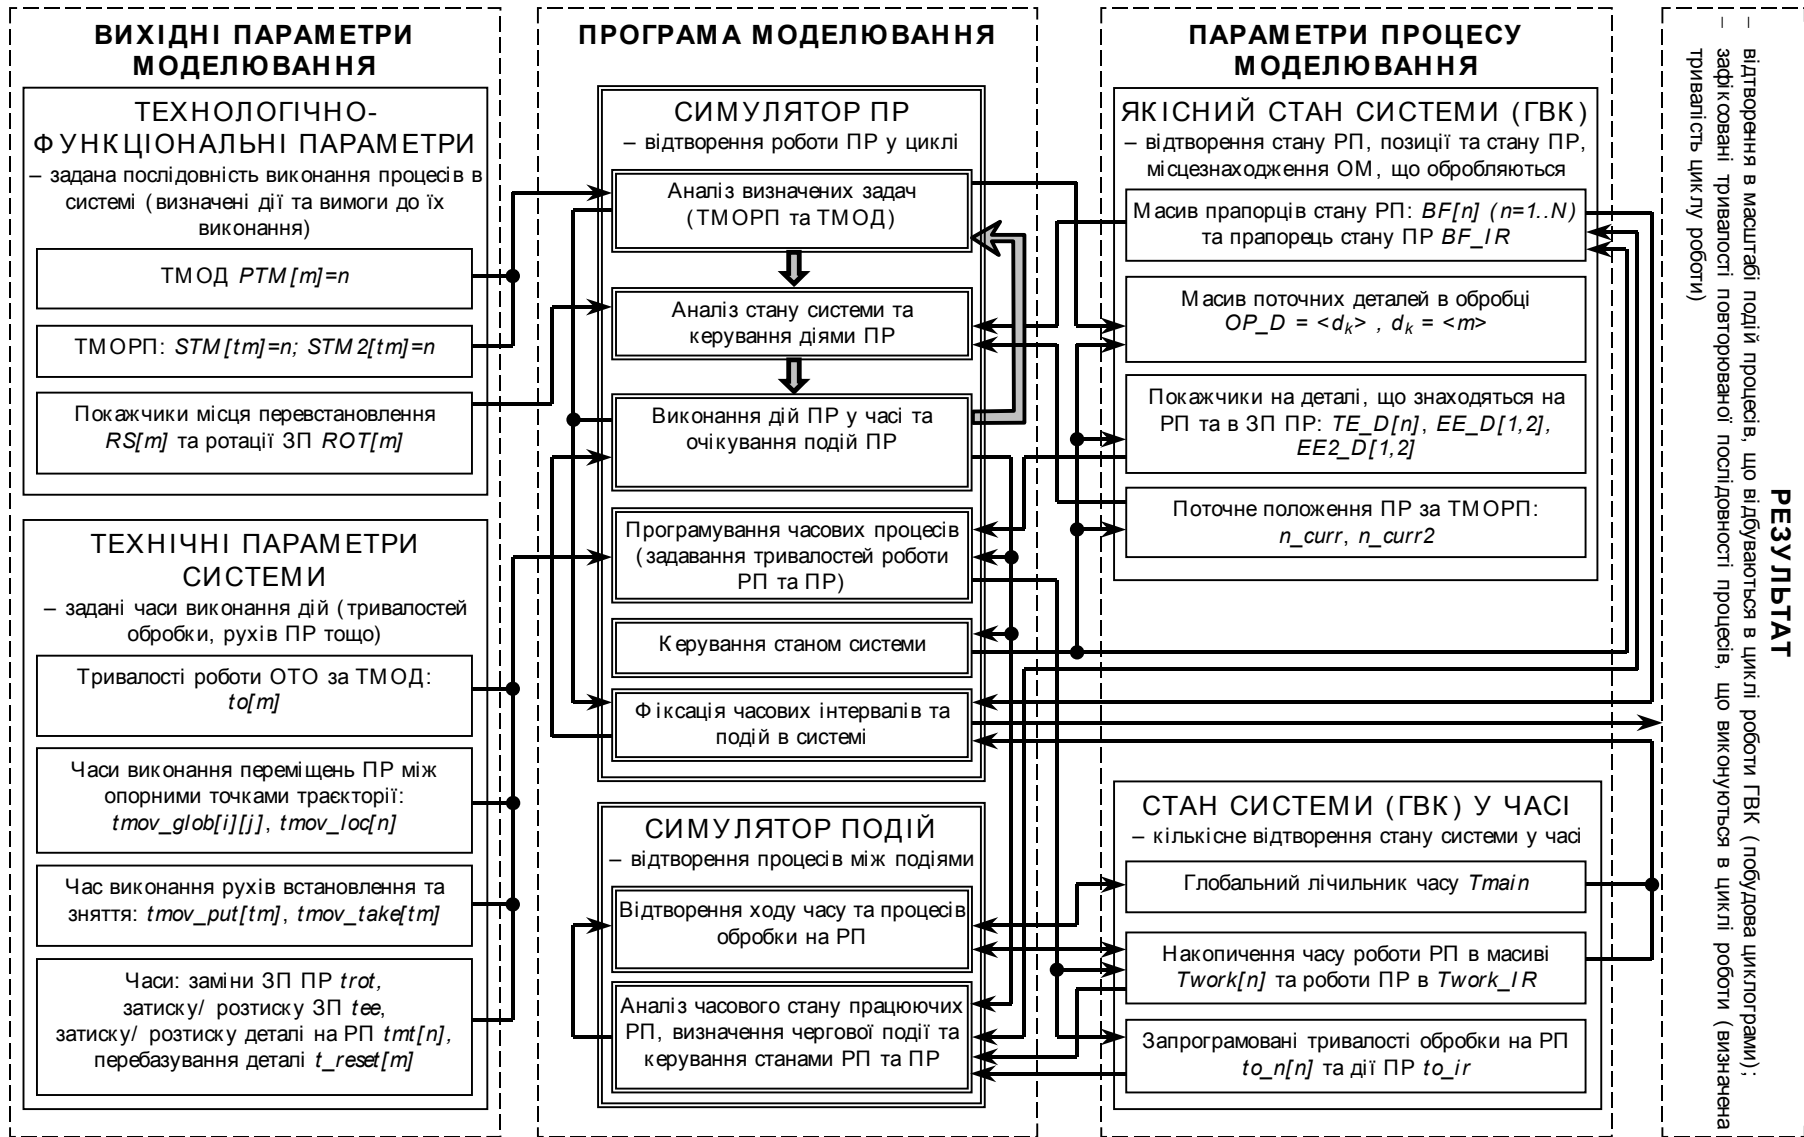 ВИХІДНІ ПАРАМЕТРИ
МОДЕЛЮВАННЯ
ТЕХНОЛОГІЧНО-
ФУНКЦІОНАЛЬНІ ПАРАМЕТРИ
– задана послідовність виконання процесів в
системі (визначені дії та вимоги до їх
виконання)
ТМОД PTM[m]=n
ТМОРП: STM[tm]=n; STM2[tm]=n
Покажчики місця перевстановлення
RS[m] та ротації ЗП ROT[m]
ТЕХНІЧНІ ПАРАМЕТРИ
СИСТЕМИ
– задані часи виконання дій (тривалостей
обробки, рухів ПР тощо)
Тривалості роботи ОТО за ТМОД:
to[m]
Часи виконання переміщень ПР між
опорними точками траєкторії:
tmov_glob[i][j], tmov_loc[n]
Час виконання рухів встановлення та
зняття: tmov_put[tm], tmov_take[tm]
Часи: заміни ЗП ПР trot,
затиску/ розтиску ЗП tee,
затиску/ розтиску деталі на РП tmt[n],
перебазування деталі t_reset[m]
ПРОГРАМА МОДЕЛЮВАННЯ
СИМУЛЯТОР ПР
– відтворення роботи ПР у циклі
Аналіз визначених задач
(ТМОРП та ТМОД)
Аналіз стану системи та
керування діями ПР
Виконання дій ПР у часі та
очікування подій ПР
Програмування часових процесів
(задавання тривалостей роботи
РП та ПР)
Керування станом системи
Фіксація часових інтервалів та
подій в системі
СИМУЛЯТОР ПОДІЙ
– відтворення процесів між подіями
Відтворення ходу часу та процесів
обробки на РП
Аналіз часового стану працюючих
РП, визначення чергової події та
керування станами РП та ПР
ПАРАМЕТРИ ПРОЦЕСУ
МОДЕЛЮВАННЯ
ЯКІСНИЙ СТАН СИСТЕМИ (ГВК)
– відтворення стану РП, позиції та стану ПР,
місцезнаходження ОМ, що обробляються
Масив прапорців стану РП: BF[n] (n=1..N)
та прапорець стану ПР BF_IR
Масив поточних деталей в обробці
OP_D = <dk> , dk = <m>
Покажчики на деталі, що знаходяться на
РП та в ЗП ПР: TE_D[n], EE_D[1,2],
EE2_D[1,2]
Поточне положення ПР за ТМОРП:
n_curr, n_curr2
СТАН СИСТЕМИ (ГВК) У ЧАСІ
– кількісне відтворення стану системи у часі
Глобальний лічильник часу Tmain
Накопичення часу роботи РП в масиві
Twork[n] та роботи ПР в Twork_IR
Запрограмовані тривалості обробки на РП
to_n[n] та дії ПР to_ir
РЕЗУЛЬТАТ
– відтворення в масштабі подій процесів, що відбуваються в циклі роботи ГВК (побудова циклограми);
– зафіксовані тривалості повторюваної послідовності процесів, що виконуються в циклі роботи (визначена
тривалість циклу роботи)